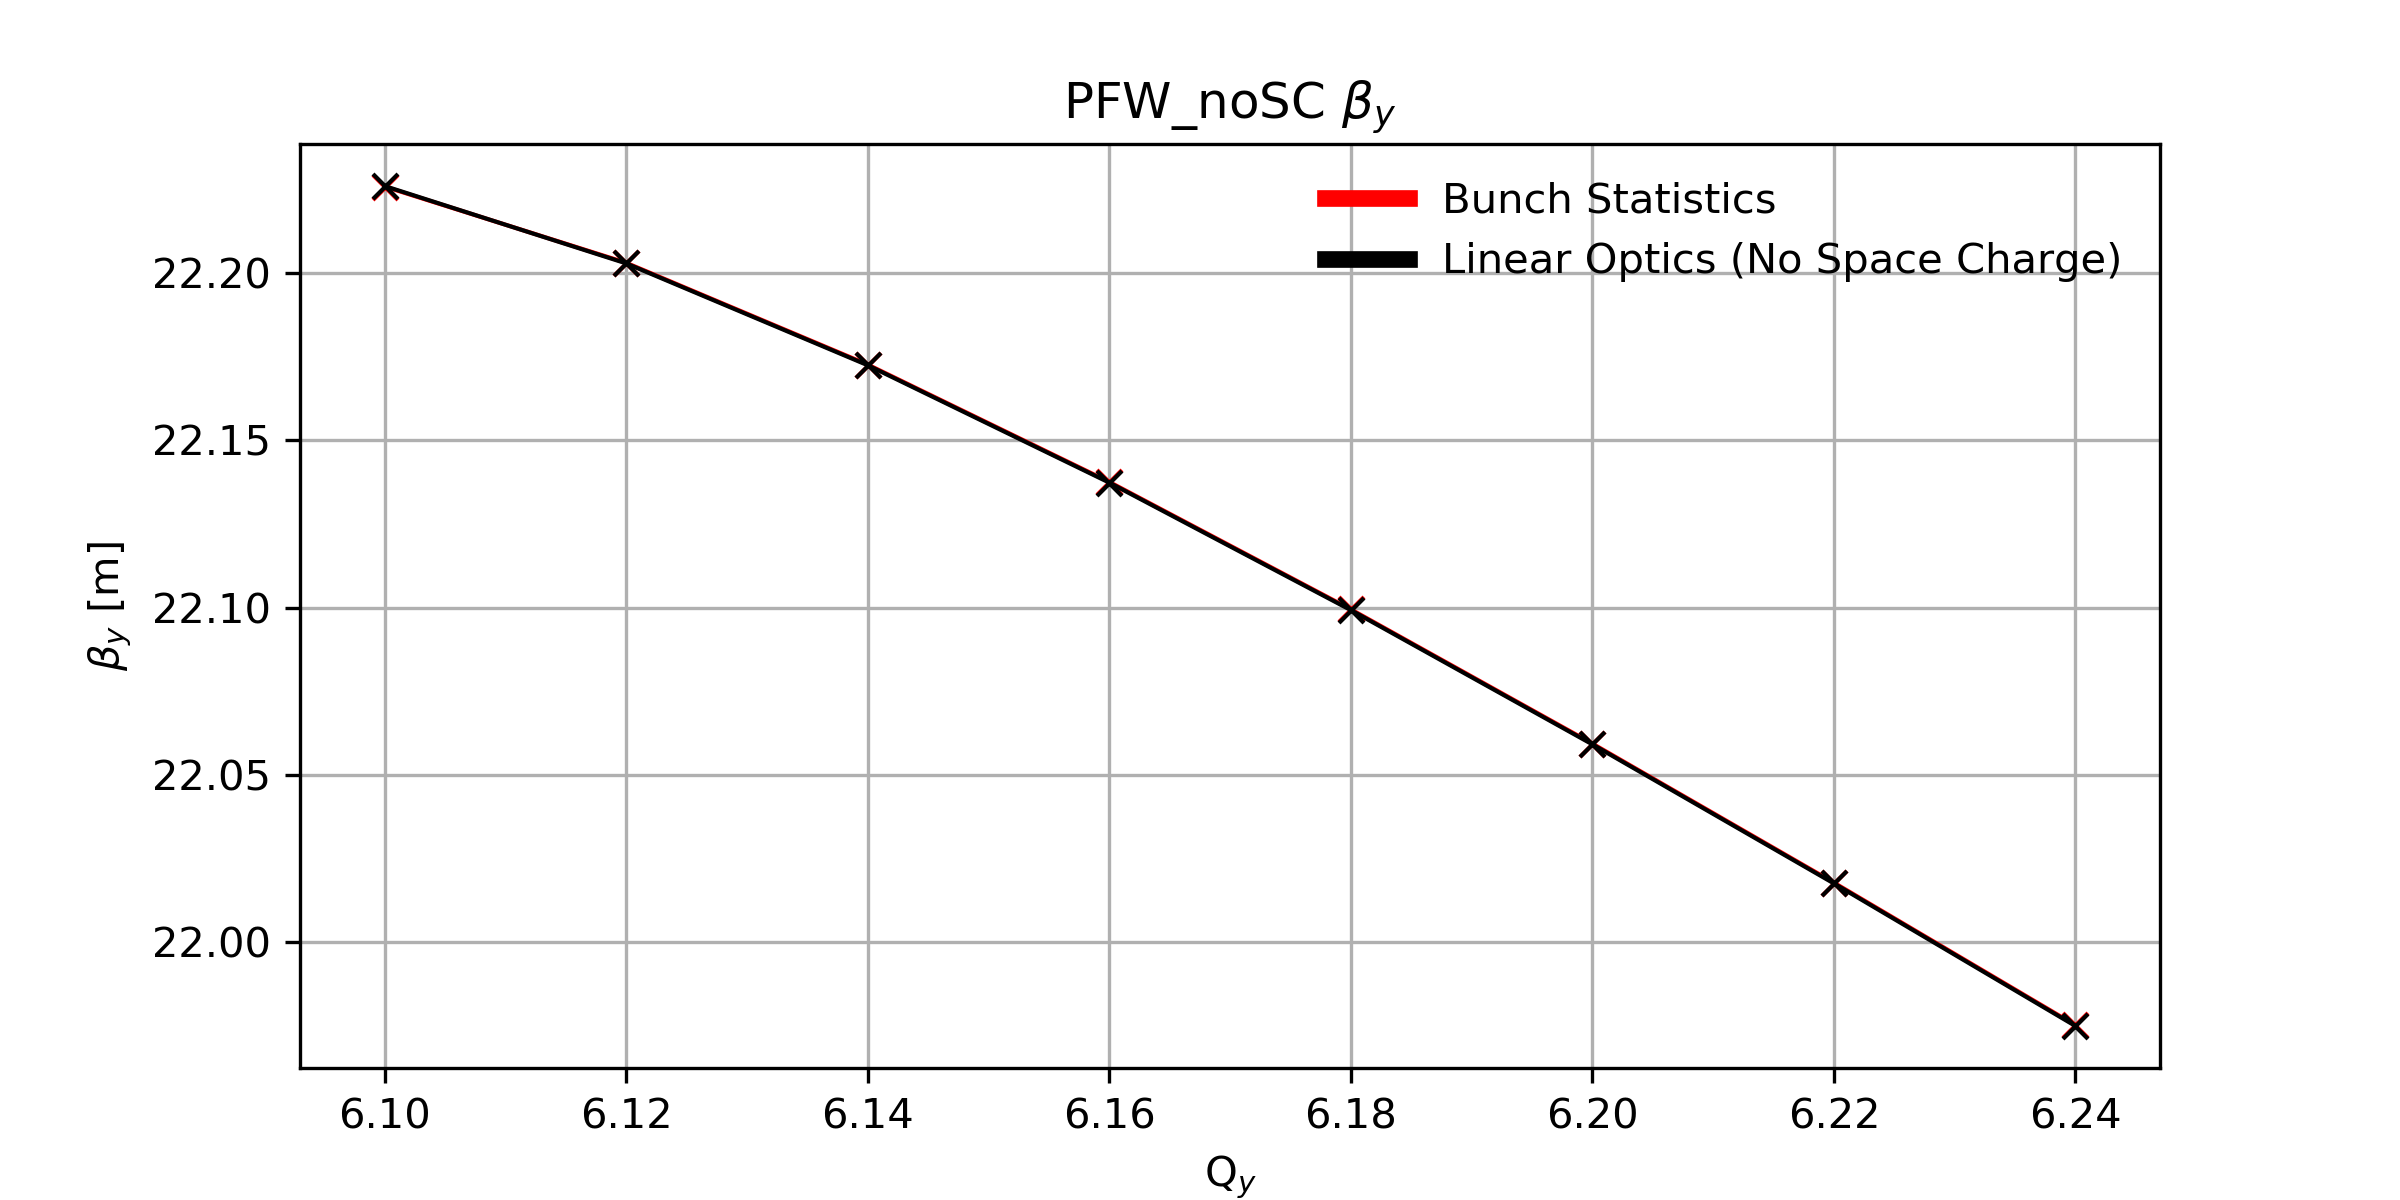 PFW_noSC βy
Bunch Statistics
Linear Optics (No Space Charge)
22.20
22.15
22.10
22.05
22.00
βy [m]
6.10 6.12 6.14 6.16 6.18 6.20 6.22 6.24
Qy